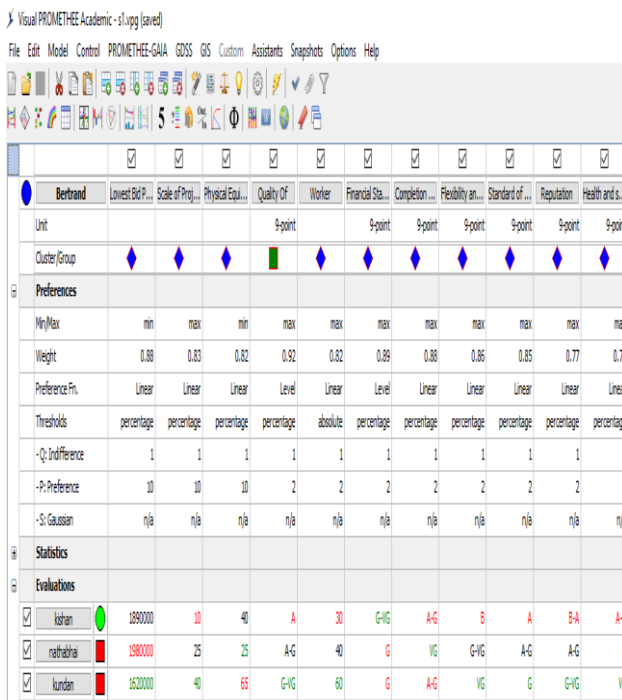 Visual PROMETHEE Academic - s1.vpg (saved)
File Edit Model Control PROMETHEE-GAIA GDSS GIS Custom Assistants Snapshots Options Help
5 Φ
Bertrand Lowest Bid P... Scale of Proj... Physical Equi... Quality Of Worker Financial Sta... Completion ... Flexibility an... Standard of ... Reputation Health and s...
Unit 9-point 9-point 9-point 9-point 9-point 9-point 9-poin
Cluster/Group
Preferences
Min/Max min max min max max max max max max max ma
Weight 0.88 0.83 0.82 0.92 0.82 0.89 0.88 0.86 0.85 0.77 0.7
Preference Fn. Linear Linear Linear Level Linear Level Linear Linear Linear Linear Linea
Thresholds percentage percentage percentage percentage absolute percentage percentage percentage percentage percentage percentag
- Q: Indifference 1 1 1 1 1 1 1 1 1 1
- P: Preference 10 10 10 2 2 2 2 2 2 2
- S: Gaussian n/a n/a n/a n/a n/a n/a n/a n/a n/a n/a n/
Statistics
Evaluations
kishan 1890000 10 40 A 30 G-VG A-G B A B-A A-
nathabhai 1980000 25 25 A-G 40 G VG G-VG A-G A-G
kundan 1620000 40 65 G-VG 60 G A-G VG G G-VG V